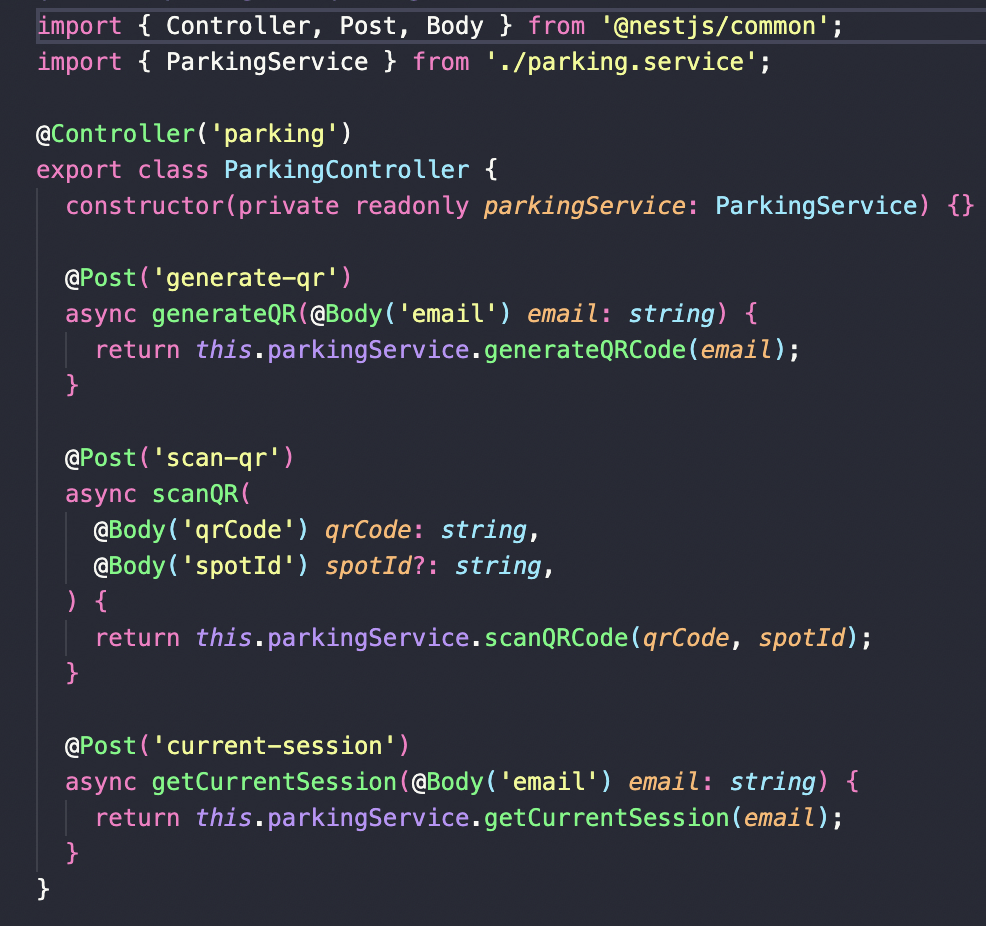 import { Controller, Post, Body } from '@nestjs/common';
import { ParkingService } from './parking.service';
@Controller('parking')
export class ParkingController {
constructor(private readonly parkingService: ParkingService) {}
@Post('generate-qr')
async generateQR(@Body('email') email: string) {
return this.parkingService.generateQRCode(email);
}
@Post('scan-qr')
async scanQR(
@Body('qrCode') qrCode: string,
@Body('spotId') spotId?: string,
) {
return this.parkingService.scanQRCode(qrCode, spotId);
}
@Post('current-session')
async getCurrentSession(@Body('email') email: string) {
return this.parkingService.getCurrentSession(email);
}
}